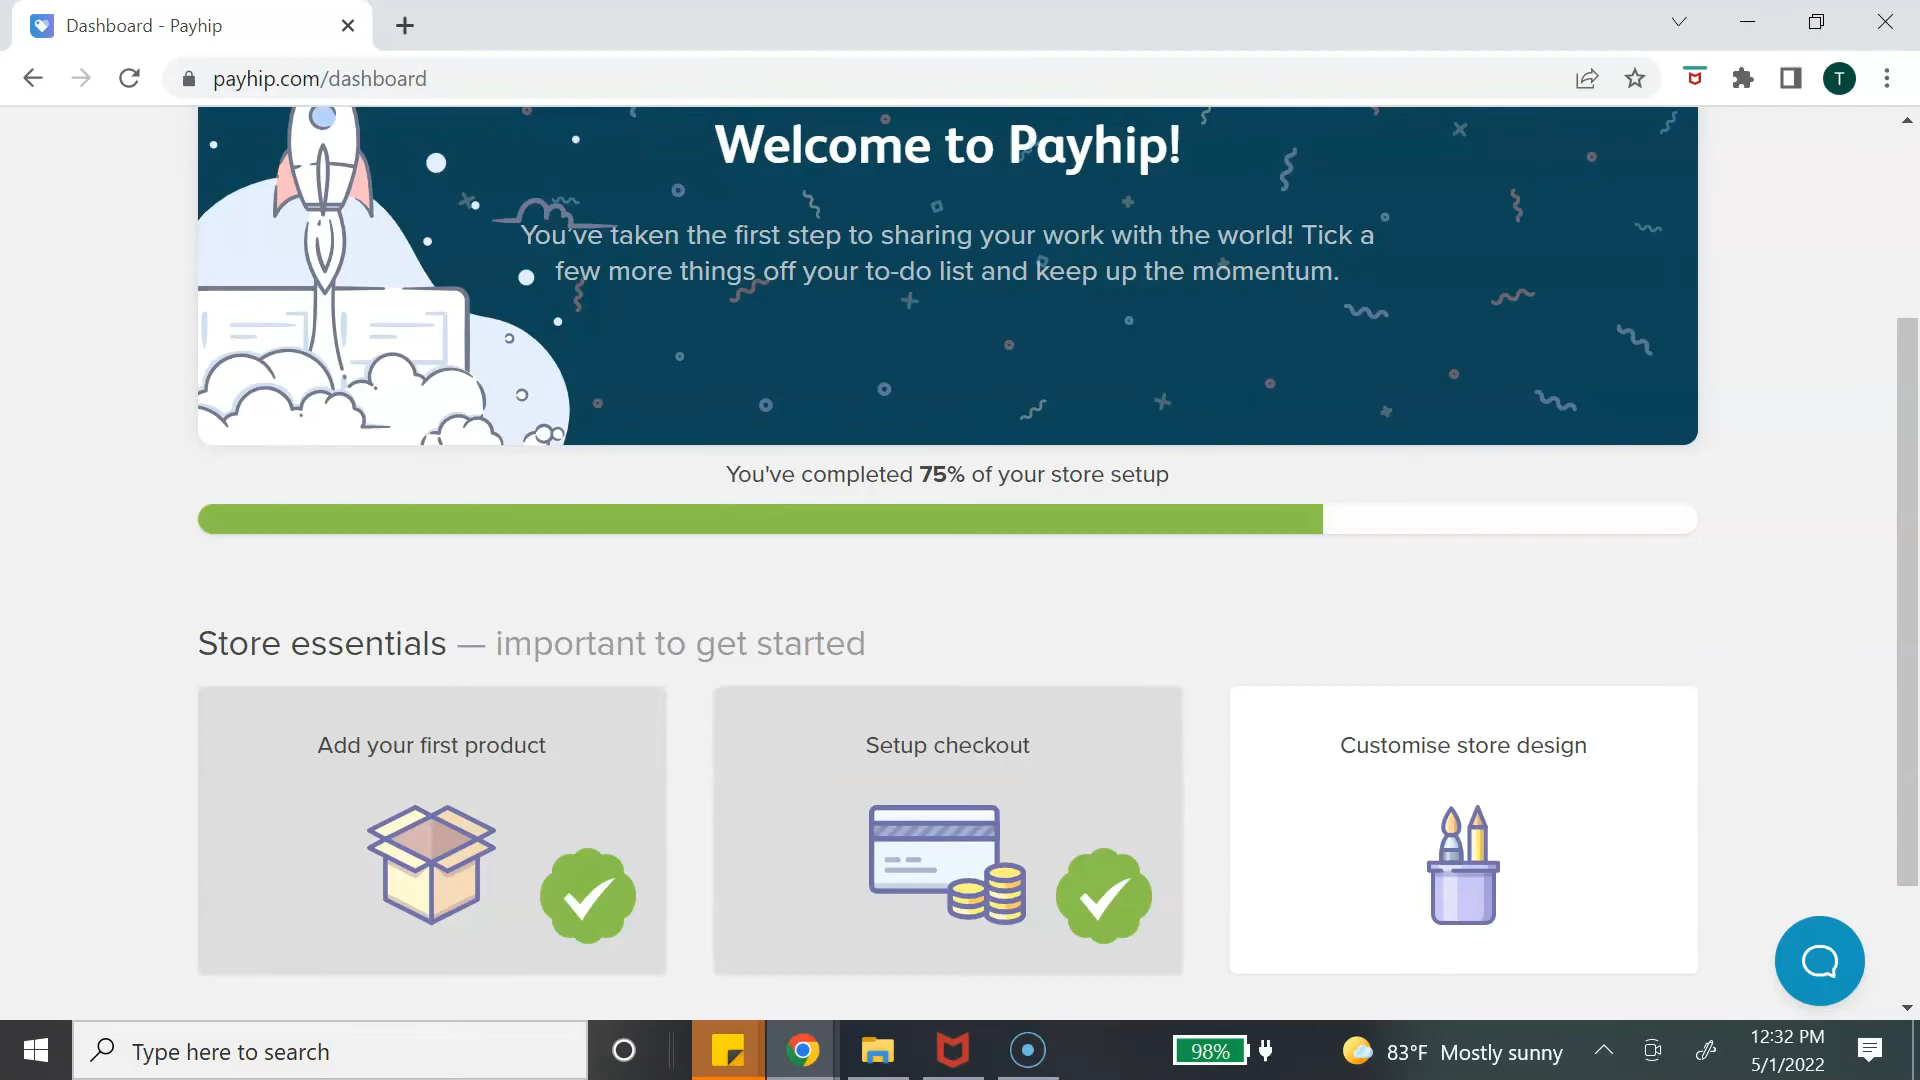 Dashboard - Payhip
payhip.com/dashboard
T
Welcome to Payhip!
You've taken the first step to sharing your work with the world! Tick a
few more things off your to-do list and keep up the momentum.
You've completed 75% of your store setup
Store essentials — important to get started
Add your first product
Setup checkout
Customise store design
Type here to search
98%
83°F Mostly sunny
12:32 PM
5/1/2022